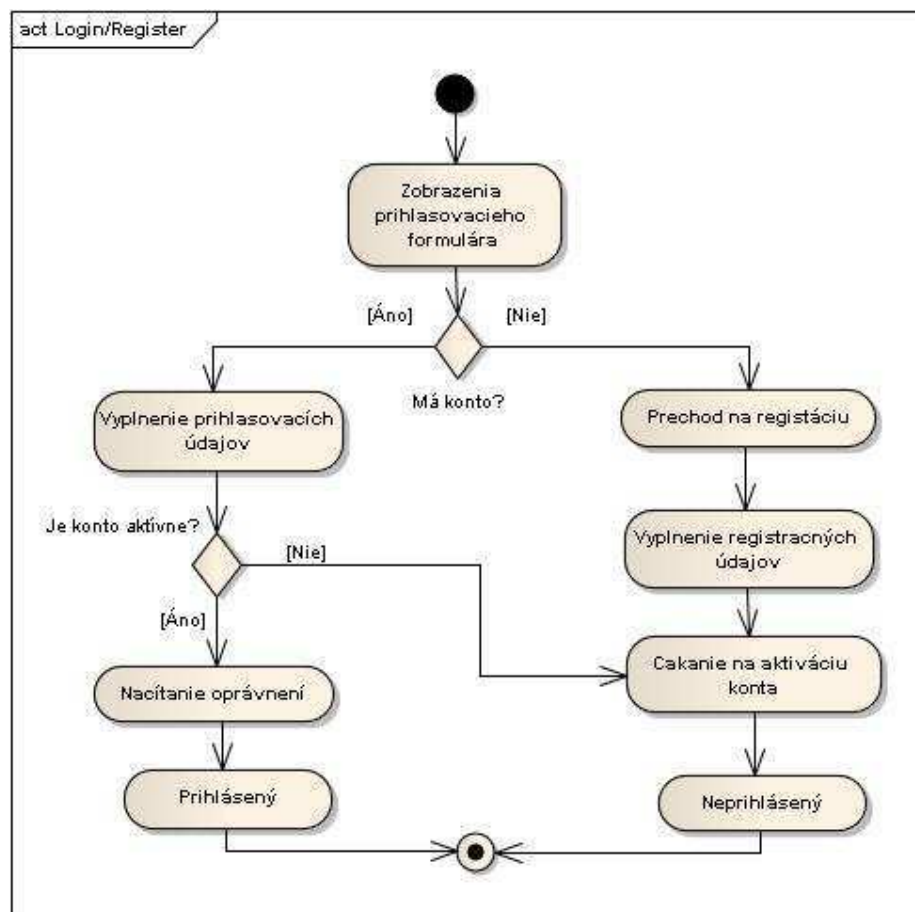 act Login/Register
Zobrazenia
prihlasovacieho
formulára
[Áno]
[Nie]
Má konto?
Vyplnenie prihlasovacích
údajov
Prechod na registáciu
Je konto aktívne?
[Nie]
Vyplnenie registracných
údajov
[Áno]
Cakanie na aktiváciu
konta
Nacítanie oprávnení
Prihlásený
Neprihlásený